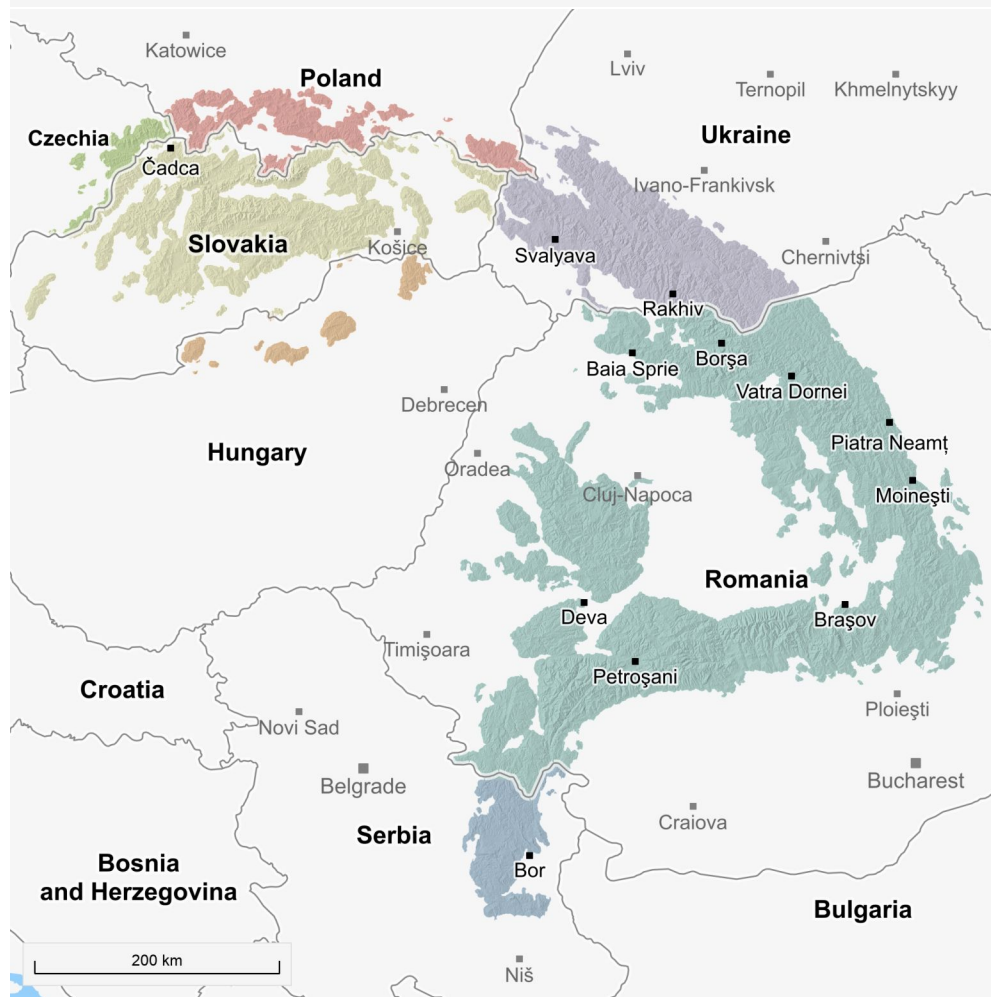 Katowice
Lviv
Poland
Ternopil
Khmelnytskyy
Czechia
Ukraine
Čadca
Ivano-Frankivsk
Slovakia
Košice
Svalyava
Chernivtsi
Rakhiv
Baia Sprie
Borşa
Vatra Dornei
Debrecen
Piatra Neamţ
Hungary
Oradea
Cluj-Napoca
Moineşti
Romania
Deva
Braşov
Timişoara
Petroşani
Croatia
Ploieşti
Novi Sad
Belgrade
Bucharest
Craiova
Serbia
Bosnia
and Herzegovina
Bor
Bulgaria
200 km
Niš